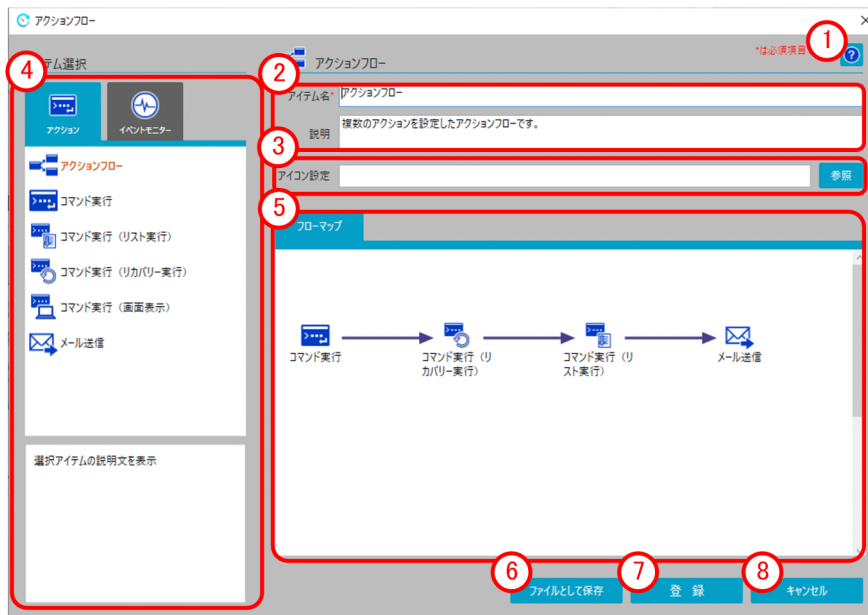 アクションフロー
*は必須項目
1
?
4
テム選択
アクションフロー
2
アクション
イベントモニター
アイテム名*
アクションフロー
説明
複数のアクションを設定したアクションフローです。
3
アイコン設定
参照
アクションフロー
コマンド実行
コマンド実行（リスト実行）
コマンド実行（リカバリー実行）
コマンド実行（画面表示）
メール送信
選択アイテムの説明文を表示
5
フローマップ
コマンド実行
コマンド実行（リ
カバリー実行）
コマンド実行（リ
スト実行）
メール送信
6
ファイルとして保存
7
登 録
8
キャンセル